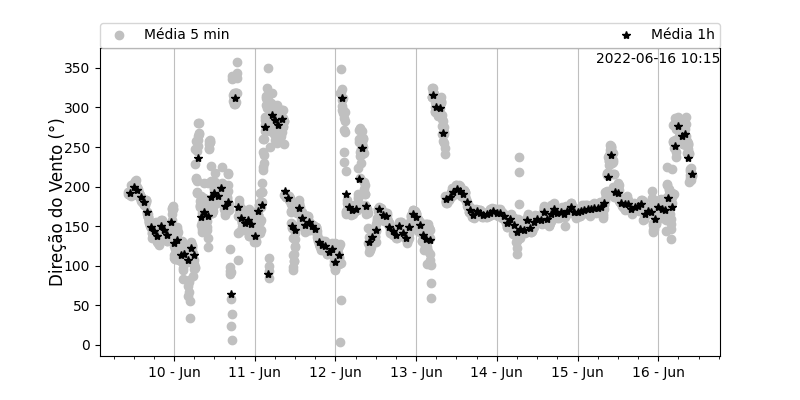 Média 5 min
Média 1h
2022-06-16 10:15
Direção do Vento (°)
350
300
250
200
150
100
50
0
10 - Jun
11 - Jun
12 - Jun
13 - Jun
14 - Jun
15 - Jun
16 - Jun